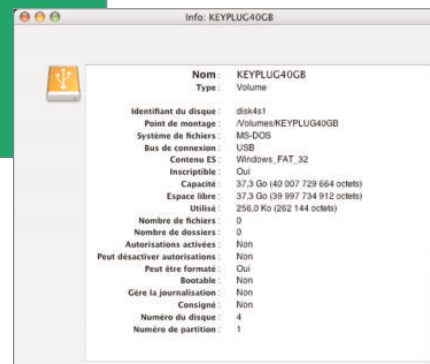 Info: KEYPLUG40GB
Nom : KEYPLUG40GB
Type : Volume
Identifiant du disque : disk4s1
Point de montage : /Volumes/KEYPLUG40GB
Système de fichiers : MS-DOS
Bus de connexion : USB
Contenu ES : Windows_FAT_32
Inscriptible : Oui
Capacité : 37,3 Go (40 007 729 664 octets)
Espace libre : 37,3 Go (39 997 734 912 octets)
Utilisé : 256,0 Ko (262 144 octets)
Nombre de fichiers : 0
Nombre de dossiers : 0
Autorisations activées : Non
Peut désactiver autorisations : Non
Peut être formaté : Oui
Bootable : Non
Gère la journalisation : Non
Consigné : Non
Numéro du disque : 4
Numéro de partition : 1